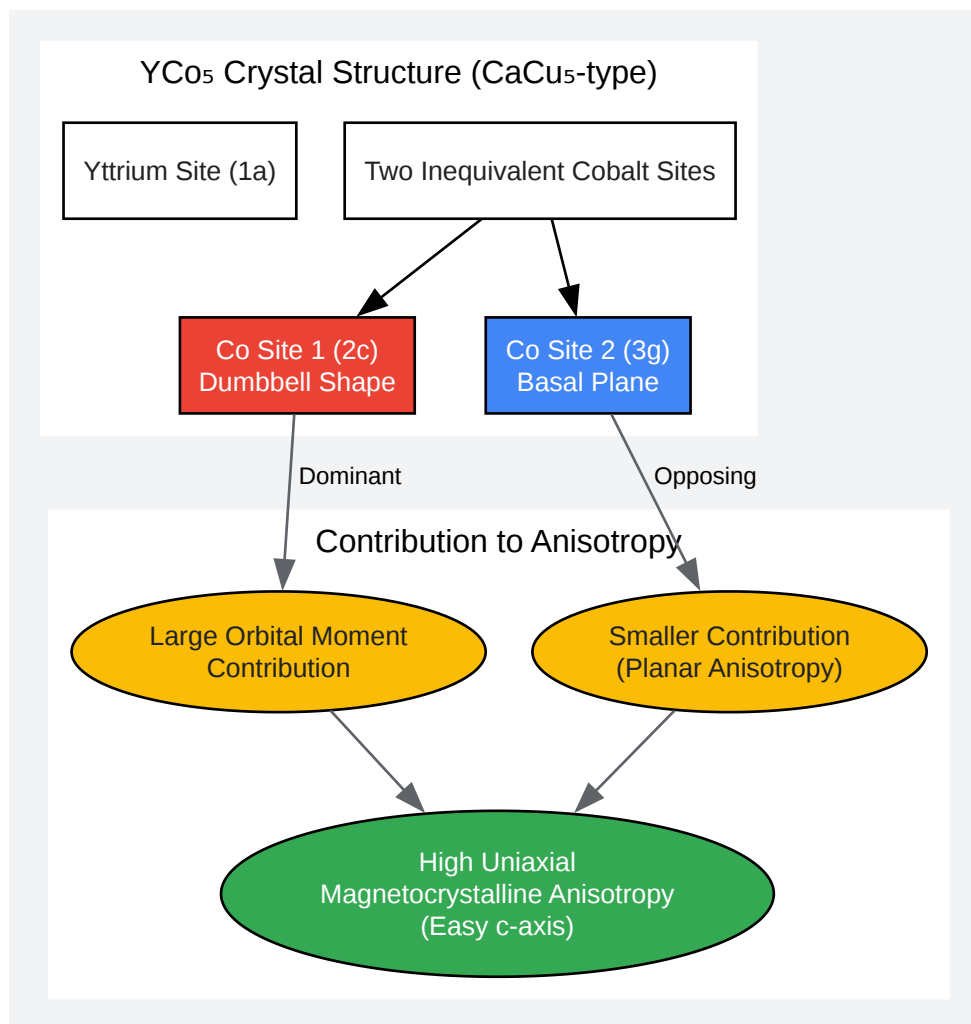 YCo₅ Crystal Structure (CaCu₅-type)
Yttrium Site (1a)
Two Inequivalent Cobalt Sites
Co Site 1 (2c)
Dumbbell Shape
Co Site 2 (3g)
Basal Plane
Dominant
Opposing
Contribution to Anisotropy
Large Orbital Moment
Contribution
Smaller Contribution
(Planar Anisotropy)
High Uniaxial
Magnetocrystalline Anisotropy
(Easy c-axis)